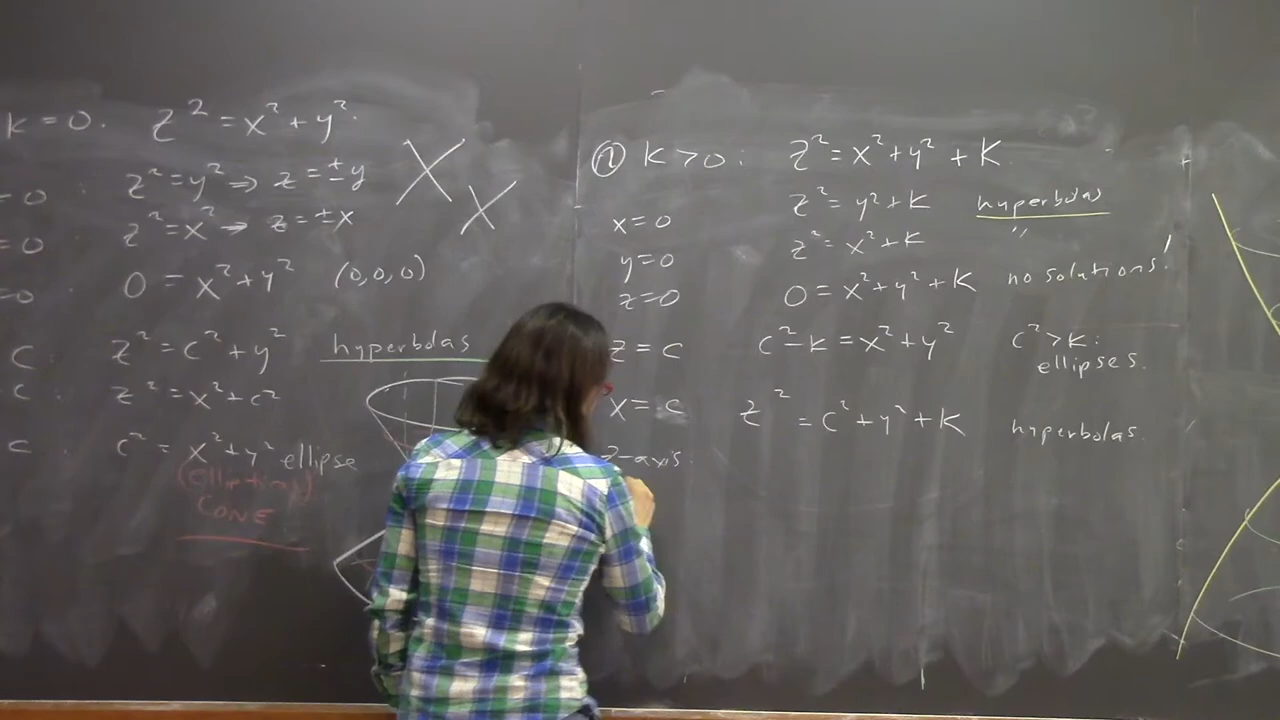 k = 0. z² = x² + y².
= 0 : z² = y² ⇒ z = ± y
= 0 z² = x² ⇒ z = ± x
= 0 . 0 = x² + y² (0,0,0)
C : z² = c² + y² hyperbolas
C . z² = x² + c²
C . c² = x² + y² ellipse
(elliptical)
CONE
② K > 0 : z² = x² + y² + K.
x = 0 z² = y² + K hyperbolas
y = 0 z² = x² + K "
z = 0 0 = x² + y² + K no solutions!
z = c c² - k = x² + y² c² > k :
ellipses.
x = c z² = c² + y² + K hyperbolas.
z-axis